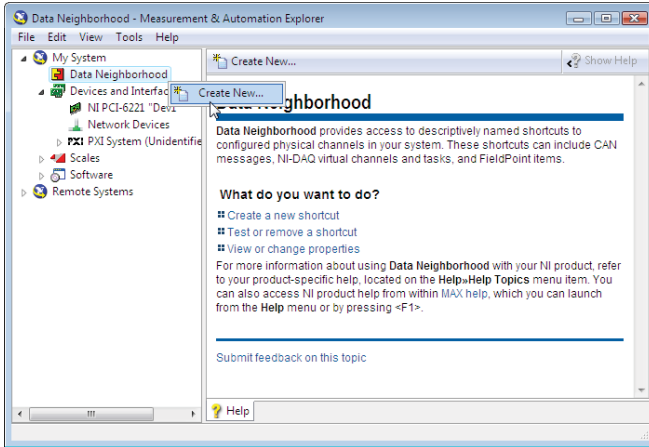 Data Neighborhood - Measurement & Automation Explorer
File Edit View Tools Help
My System
Data Neighborhood
Devices and Interfac
NI PCI-6221 "Dev1
Network Devices
PXI PXI System (Unidentifie
Scales
Software
Remote Systems
Create New...
Create New...
Show Help
Data Neighborhood
Data Neighborhood provides access to descriptively named shortcuts to
configured physical channels in your system. These shortcuts can include CAN
messages, NI-DAQ virtual channels and tasks, and FieldPoint items.
What do you want to do?
Create a new shortcut
Test or remove a shortcut
View or change properties
For more information about using Data Neighborhood with your NI product, refer
to your product-specific help, located on the Help»Help Topics menu item. You
can also access NI product help from within MAX help, which you can launch
from the Help menu or by pressing <F1>.
Submit feedback on this topic
Help